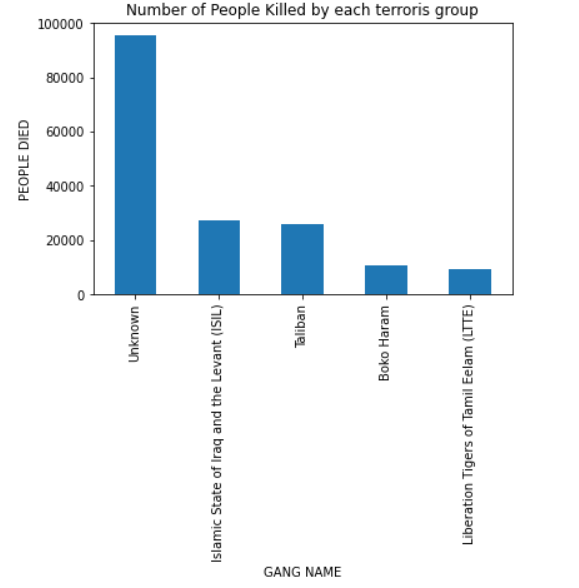 Number of People Killed by each terroris group
100000
80000
60000
40000
20000
0
PEOPLE DIED
Unknown
Islamic State of Iraq and the Levant (ISIL)
Taliban
Boko Haram
Liberation Tigers of Tamil Eelam (LTTE)
GANG NAME